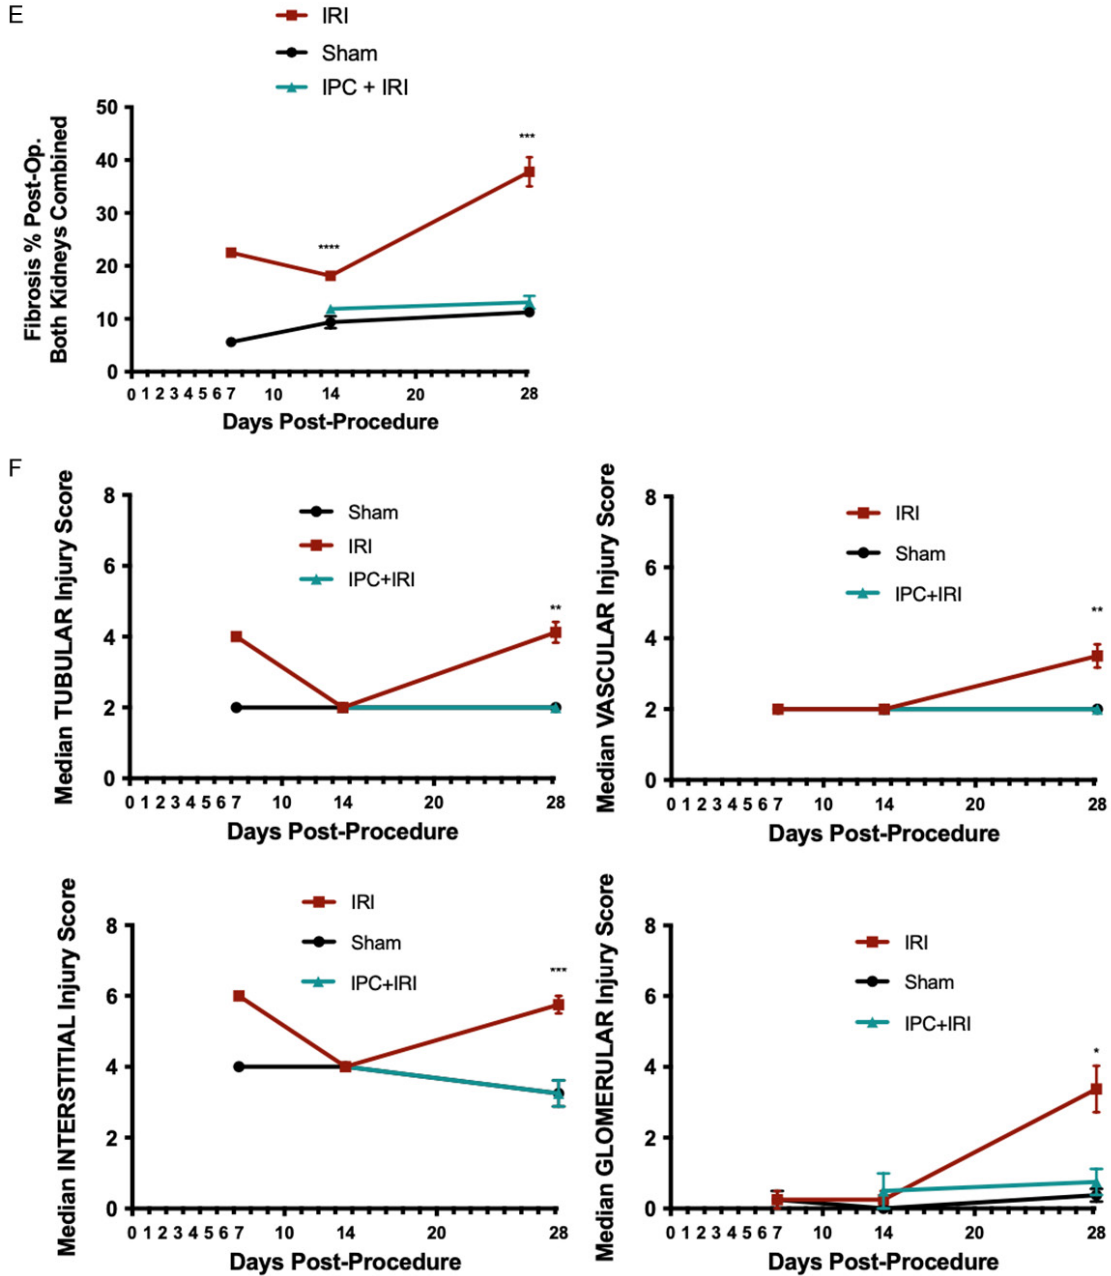 E
IRI
Sham
IPC + IRI
Fibrosis % Post-Op.
Both Kidneys Combined
50
40
30
20
10
0
***
****
0 1 2 3 4 5 6 7 10 14 20 28
Days Post-Procedure
F
Median TUBULAR Injury Score
8
6
4
2
0
Sham
IRI
IPC+IRI
**
0 1 2 3 4 5 6 7 10 14 20 28
Days Post-Procedure
Median VASCULAR Injury Score
8
6
4
2
0
IRI
Sham
IPC+IRI
**
0 1 2 3 4 5 6 7 10 14 20 28
Days Post-Procedure
Median INTERSTITIAL Injury Score
8
6
4
2
0
IRI
Sham
IPC+IRI
***
0 1 2 3 4 5 6 7 10 14 20 28
Days Post-Procedure
Median GLOMERULAR Injury Score
8
6
4
2
0
IRI
Sham
IPC+IRI
*
0 1 2 3 4 5 6 7 10 14 20 28
Days Post-Procedure